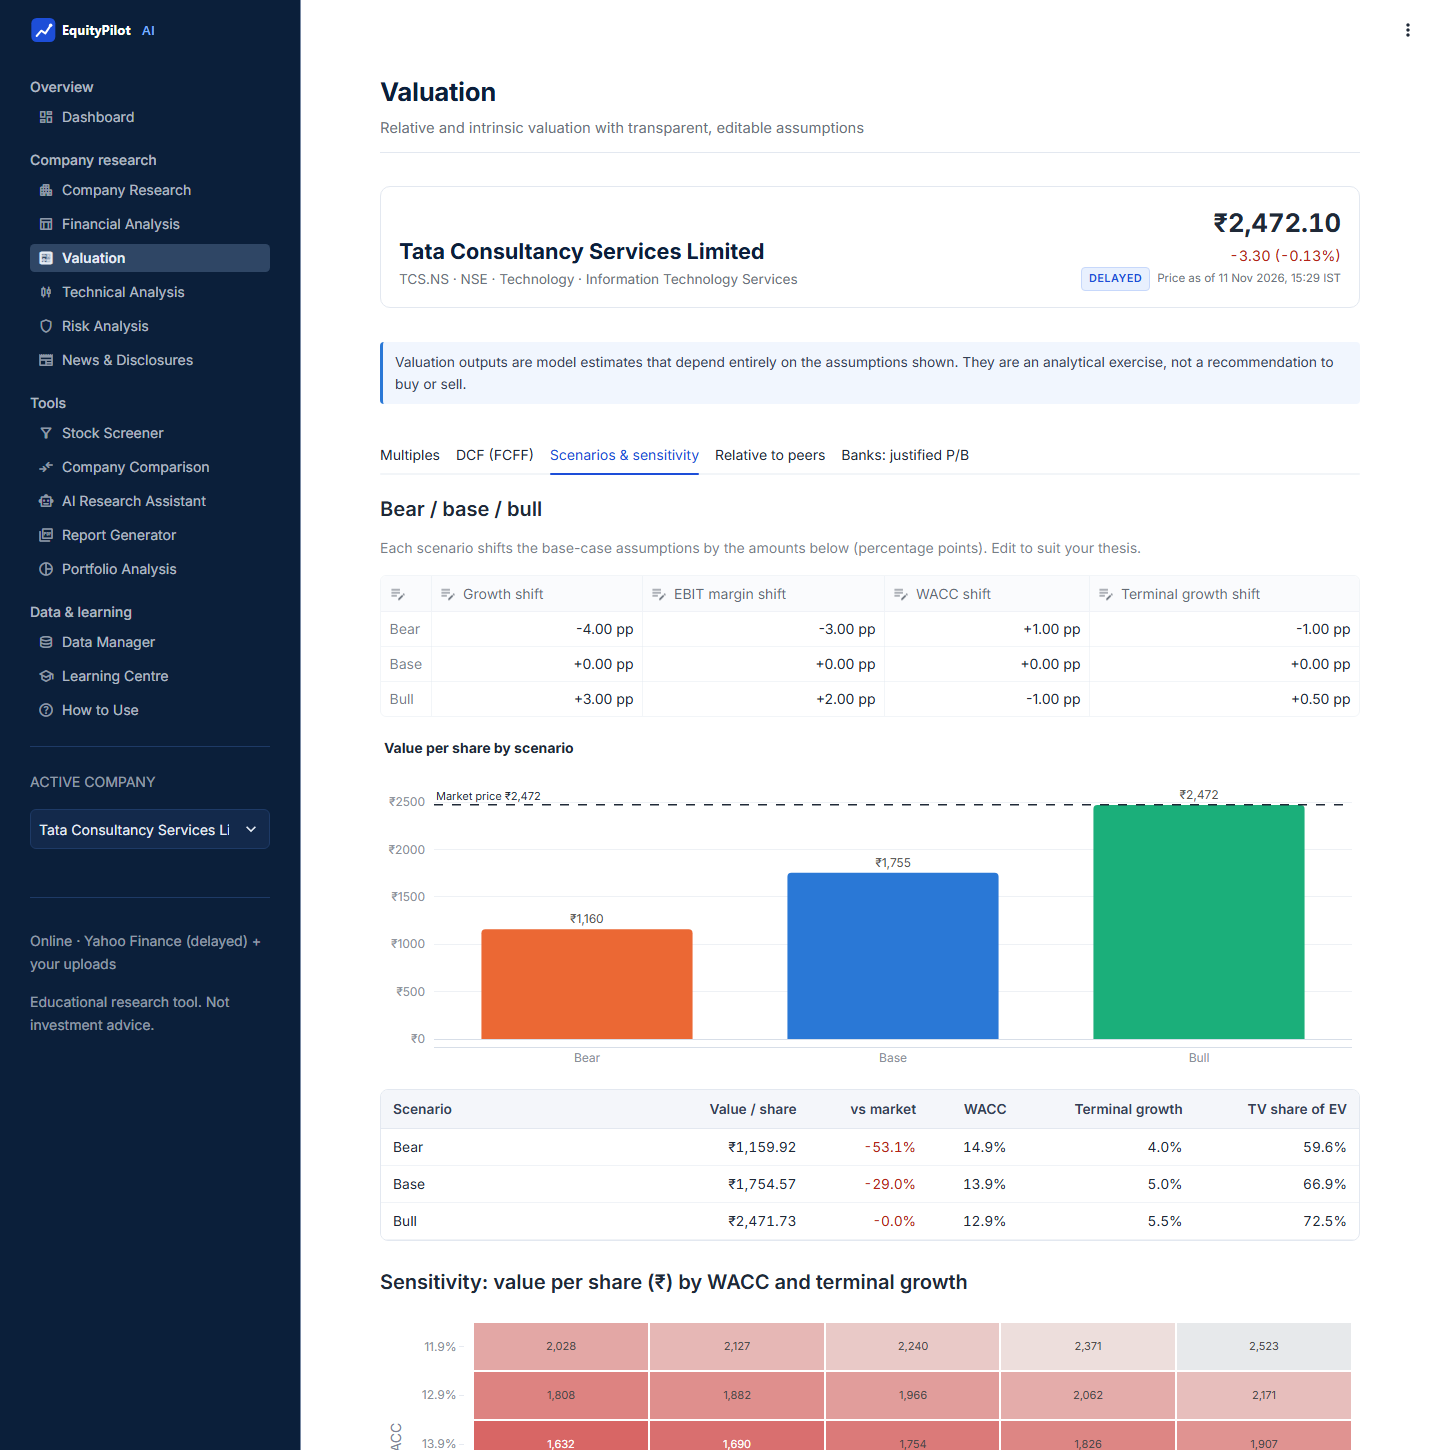 EquityPilot AI
Overview
Dashboard
Company research
Company Research
Financial Analysis
Valuation
Technical Analysis
Risk Analysis
News & Disclosures
Tools
Stock Screener
Company Comparison
AI Research Assistant
Report Generator
Portfolio Analysis
Data & learning
Data Manager
Learning Centre
How to Use
ACTIVE COMPANY
Tata Consultancy Services Li
Online · Yahoo Finance (delayed) +
your uploads
Educational research tool. Not
investment advice.
Valuation
Relative and intrinsic valuation with transparent, editable assumptions
Tata Consultancy Services Limited
TCS.NS · NSE · Technology · Information Technology Services
₹2,472.10
-3.30 (-0.13%)
DELAYED Price as of 11 Nov 2026, 15:29 IST
Valuation outputs are model estimates that depend entirely on the assumptions shown. They are an analytical exercise, not a recommendation to
buy or sell.
Multiples DCF (FCFF) Scenarios & sensitivity Relative to peers Banks: justified P/B
Bear / base / bull
Each scenario shifts the base-case assumptions by the amounts below (percentage points). Edit to suit your thesis.
Growth shift EBIT margin shift WACC shift Terminal growth shift
Bear -4.00 pp -3.00 pp +1.00 pp -1.00 pp
Base +0.00 pp +0.00 pp +0.00 pp +0.00 pp
Bull +3.00 pp +2.00 pp -1.00 pp +0.50 pp
Value per share by scenario
Market price ₹2,472
₹2,472
₹2500
₹2000
₹1,755
₹1500
₹1,160
₹1000
₹500
₹0
Bear Base Bull
Scenario Value / share vs market WACC Terminal growth TV share of EV
Bear ₹1,159.92 -53.1% 14.9% 4.0% 59.6%
Base ₹1,754.57 -29.0% 13.9% 5.0% 66.9%
Bull ₹2,471.73 -0.0% 12.9% 5.5% 72.5%
Sensitivity: value per share (₹) by WACC and terminal growth
11.9% 2,028 2,127 2,240 2,371 2,523
12.9% 1,808 1,882 1,966 2,062 2,171
13.9% 1,632 1,690 1,754 1,826 1,907